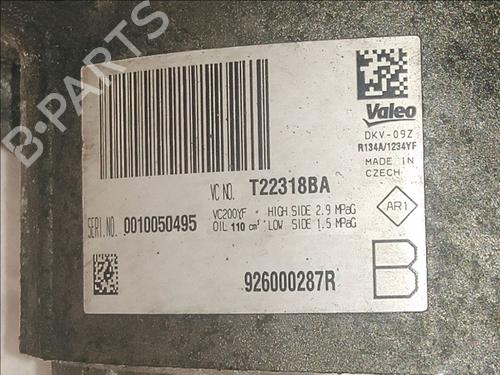 B-PARTS
Valeo
DKV-09Z
R134A/1234YF
MADE IN
CZECH
VC NO. T22318BA
SERI.NO. 0010050495
VC200YF * HIGH SIDE 2.9 MPaG
OIL 110 cm³ * LOW SIDE 1.5 MPaG
AR1
926000287R
B